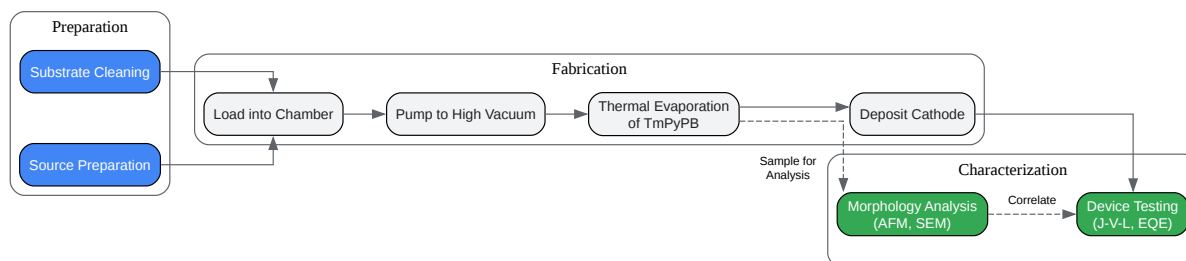 Preparation
Substrate Cleaning
Source Preparation
Fabrication
Load into Chamber
Pump to High Vacuum
Thermal Evaporation
of TmPyPB
Deposit Cathode
Sample for
Analysis
Characterization
Morphology Analysis
(AFM, SEM)
Correlate
Device Testing
(J-V-L, EQE)